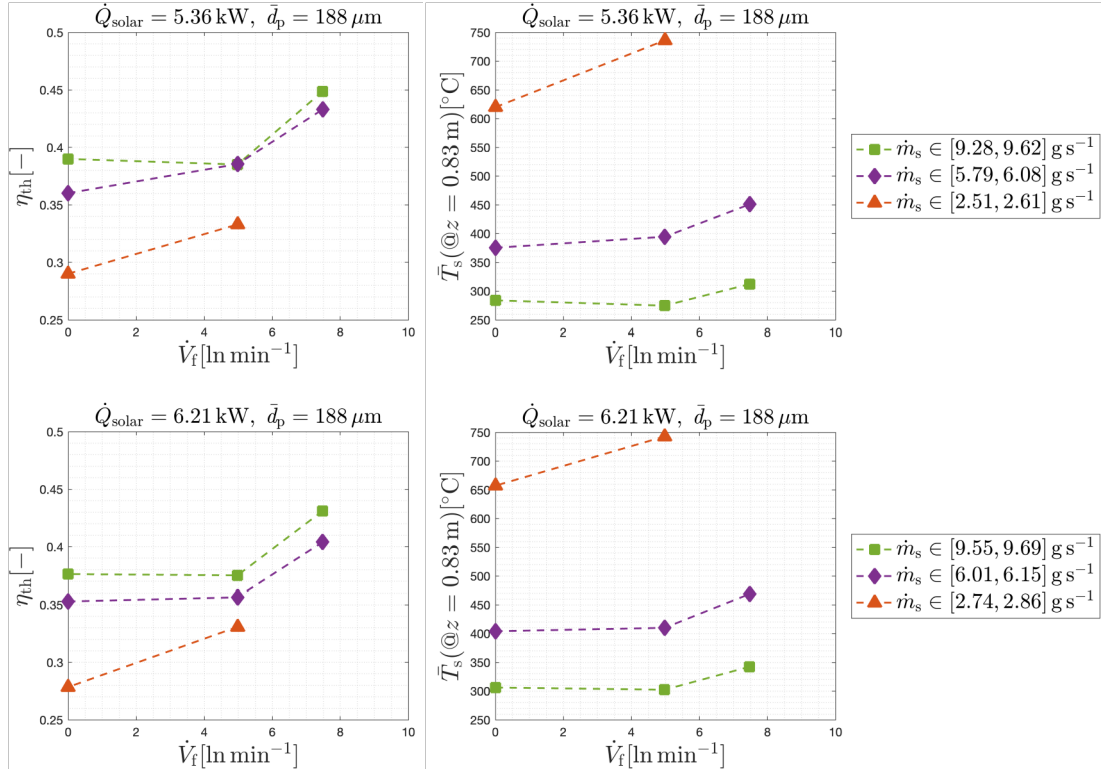 Q̇solar = 5.36 kW, d̄p = 188 μm
0.5
0.45
0.4
0.35
0.3
0.25
ηth[−]
0 2 4 6 8 10
V̇f[ln min⁻¹]
Q̇solar = 5.36 kW, d̄p = 188 μm
750
700
650
600
550
500
450
400
350
300
250
T̄s(@z = 0.83 m)[°C]
0 2 4 6 8 10
V̇f[ln min⁻¹]
ṁs ∈ [9.28, 9.62] g s⁻¹
ṁs ∈ [5.79, 6.08] g s⁻¹
ṁs ∈ [2.51, 2.61] g s⁻¹
Q̇solar = 6.21 kW, d̄p = 188 μm
0.5
0.45
0.4
0.35
0.3
0.25
ηth[−]
0 2 4 6 8 10
V̇f[ln min⁻¹]
Q̇solar = 6.21 kW, d̄p = 188 μm
750
700
650
600
550
500
450
400
350
300
250
T̄s(@z = 0.83 m)[°C]
0 2 4 6 8 10
V̇f[ln min⁻¹]
ṁs ∈ [9.55, 9.69] g s⁻¹
ṁs ∈ [6.01, 6.15] g s⁻¹
ṁs ∈ [2.74, 2.86] g s⁻¹